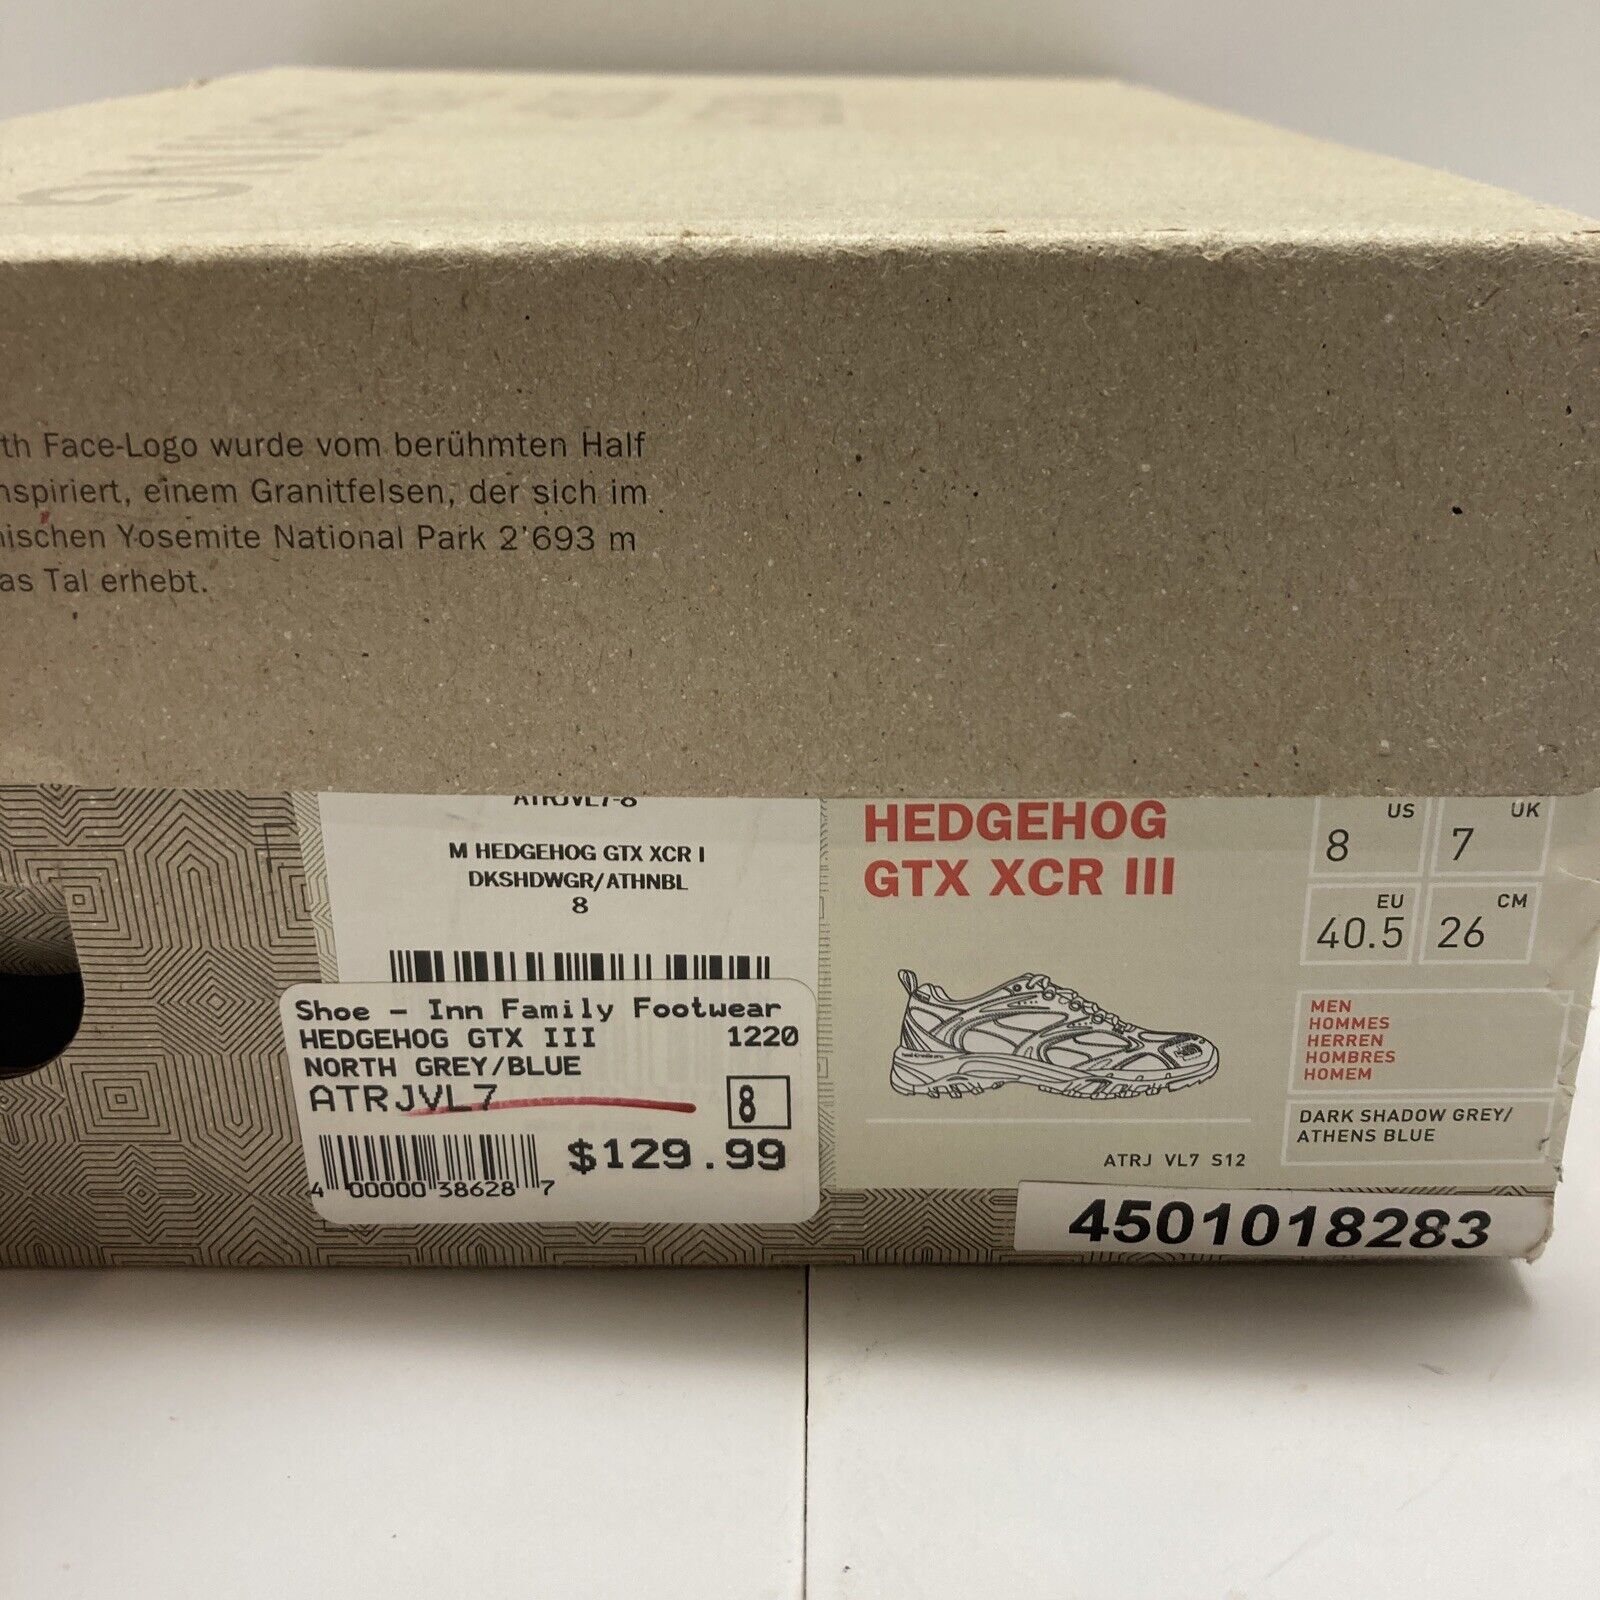 th Face-Logo wurde vom berühmten Half
nspiriert, einem Granitfelsen, der sich im
nischen Yosemite National Park 2'693 m
as Tal erhebt.
ATRJVL7-8
M HEDGEHOG GTX XCR I
DKSHDWGR/ATHNBL
8
Shoe - Inn Family Footwear
HEDGEHOG GTX III 1220
NORTH GREY/BLUE
ATRJVL7 8
$129.99
4 00000 38628 7
HEDGEHOG
GTX XCR III
US
8
UK
7
EU
40.5
CM
26
MEN
HOMMES
HERREN
HOMBRES
HOMEM
DARK SHADOW GREY/
ATHENS BLUE
ATRJ VL7 S12
4501018283